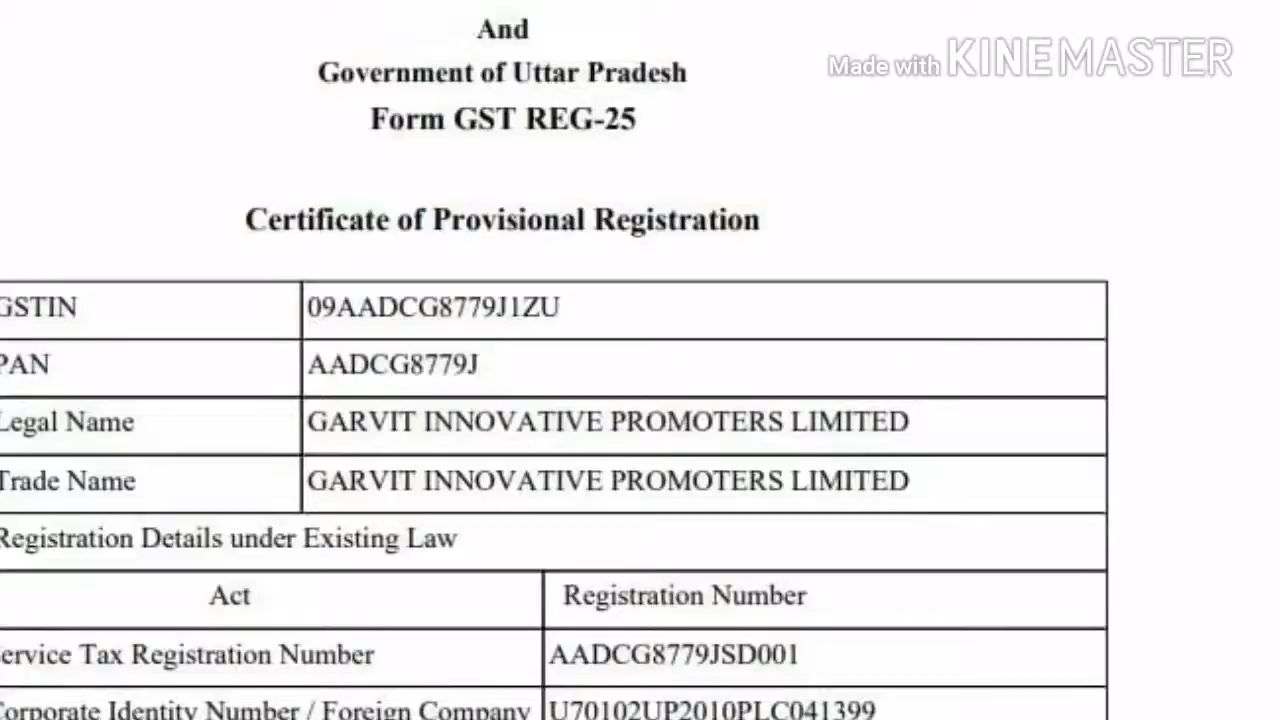 And
Government of Uttar Pradesh
Made with KINEMASTER
Form GST REG-25
Certificate of Provisional Registration
GSTIN 09AADCG8779J1ZU
PAN AADCG8779J
Legal Name GARVIT INNOVATIVE PROMOTERS LIMITED
Trade Name GARVIT INNOVATIVE PROMOTERS LIMITED
Registration Details under Existing Law
Act Registration Number
ervice Tax Registration Number AADCG8779JSD001
Corporate Identity Number / Foreign Company U70102UP2010PLC041399